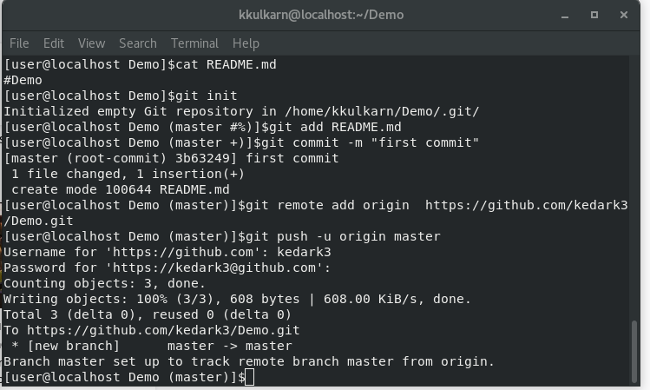 kkulkarn@localhost:~/Demo
File Edit View Search Terminal Help
[user@localhost Demo]$cat README.md
#Demo
[user@localhost Demo]$git init
Initialized empty Git repository in /home/kkulkarn/Demo/.git/
[user@localhost Demo (master #%)]$git add README.md
[user@localhost Demo (master +)]$git commit -m "first commit"
[master (root-commit) 3b63249] first commit
 1 file changed, 1 insertion(+)
 create mode 100644 README.md
[user@localhost Demo (master)]$git remote add origin  https://github.com/kedark3
/Demo.git
[user@localhost Demo (master)]$git push -u origin master
Username for 'https://github.com': kedark3
Password for 'https://kedark3@github.com':
Counting objects: 3, done.
Writing objects: 100% (3/3), 608 bytes | 608.00 KiB/s, done.
Total 3 (delta 0), reused 0 (delta 0)
To https://github.com/kedark3/Demo.git
 * [new branch]      master -> master
Branch master set up to track remote branch master from origin.
[user@localhost Demo (master)]$